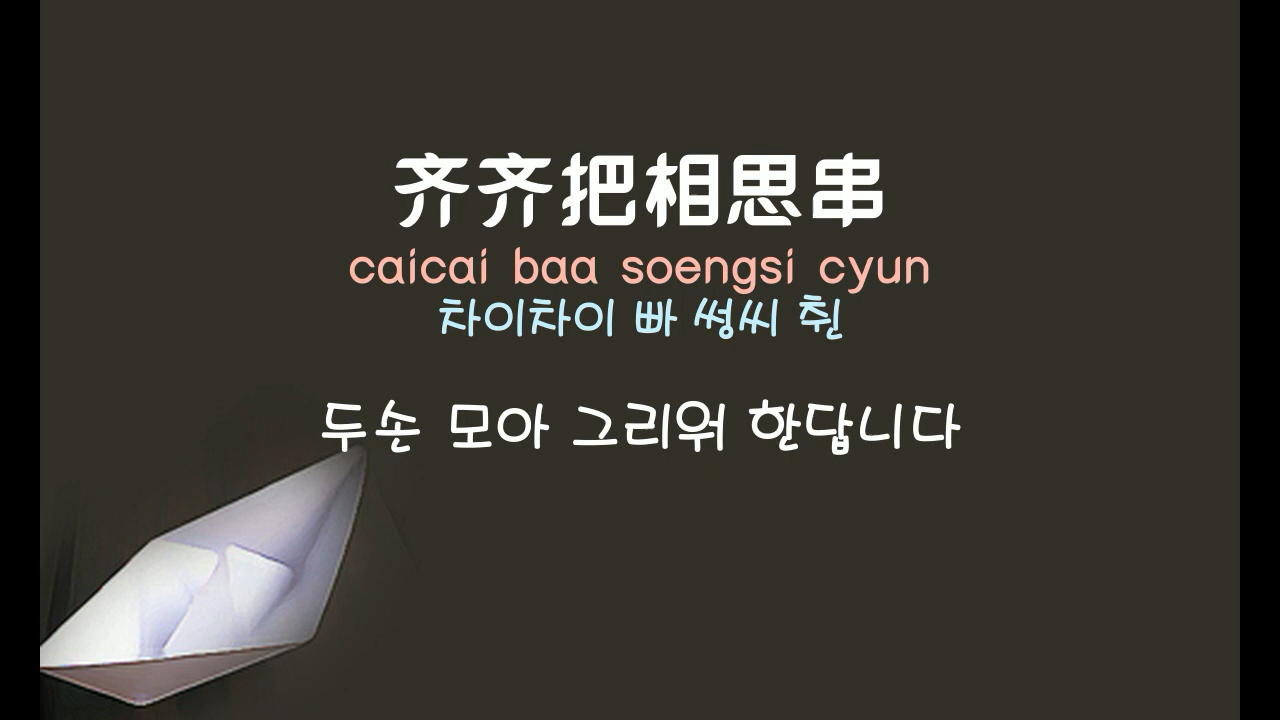 齐齐把相思串
caicai baa soengsi cyun
차이차이 빠 썽씨 췬
두손 모아 그리워 한답니다